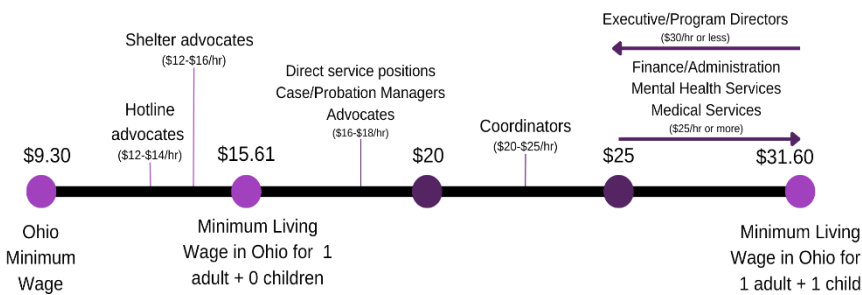 Executive/Program Directors
($30/hr or less)
Shelter advocates
($12-$16/hr)
Direct service positions
Case/Probation Managers
Advocates
($16-$18/hr)
Finance/Administration
Mental Health Services
Medical Services
($25/hr or more)
Hotline
advocates
($12-$14/hr)
Coordinators
($20-$25/hr)
$9.30
$15.61
$20
$25
$31.60
Ohio
Minimum
Wage
Minimum Living
Wage in Ohio for 1
adult + 0 children
Minimum Living
Wage in Ohio for
1 adult + 1 child